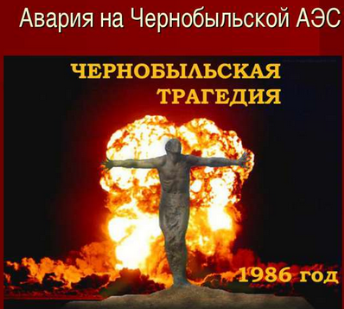 Авария на Чернобыльской АЭС
ЧЕРНОБЫЛЬСКАЯ
ТРАГЕДИЯ
1986 год